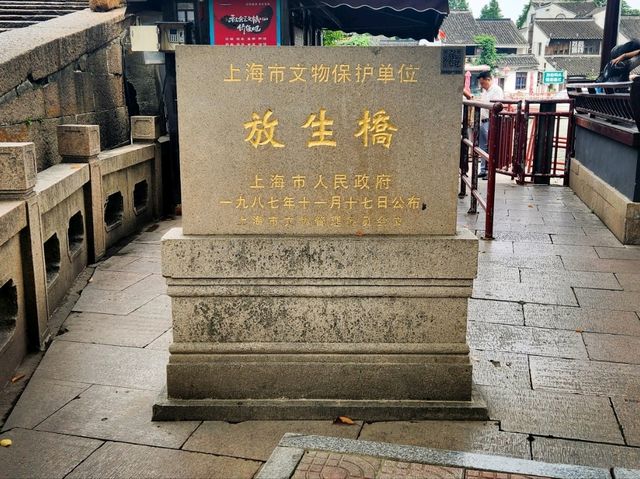 上海市文物保护单位
放生橋
上海市人民政府
一九八七年十一月十七日公布
上海市文物管理委员会立